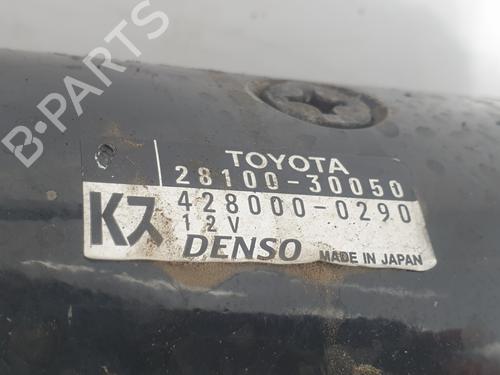 B-PARTS
TOYOTA
28100-30050
428000-0290
Kス
12V
DENSO
MADE IN JAPAN